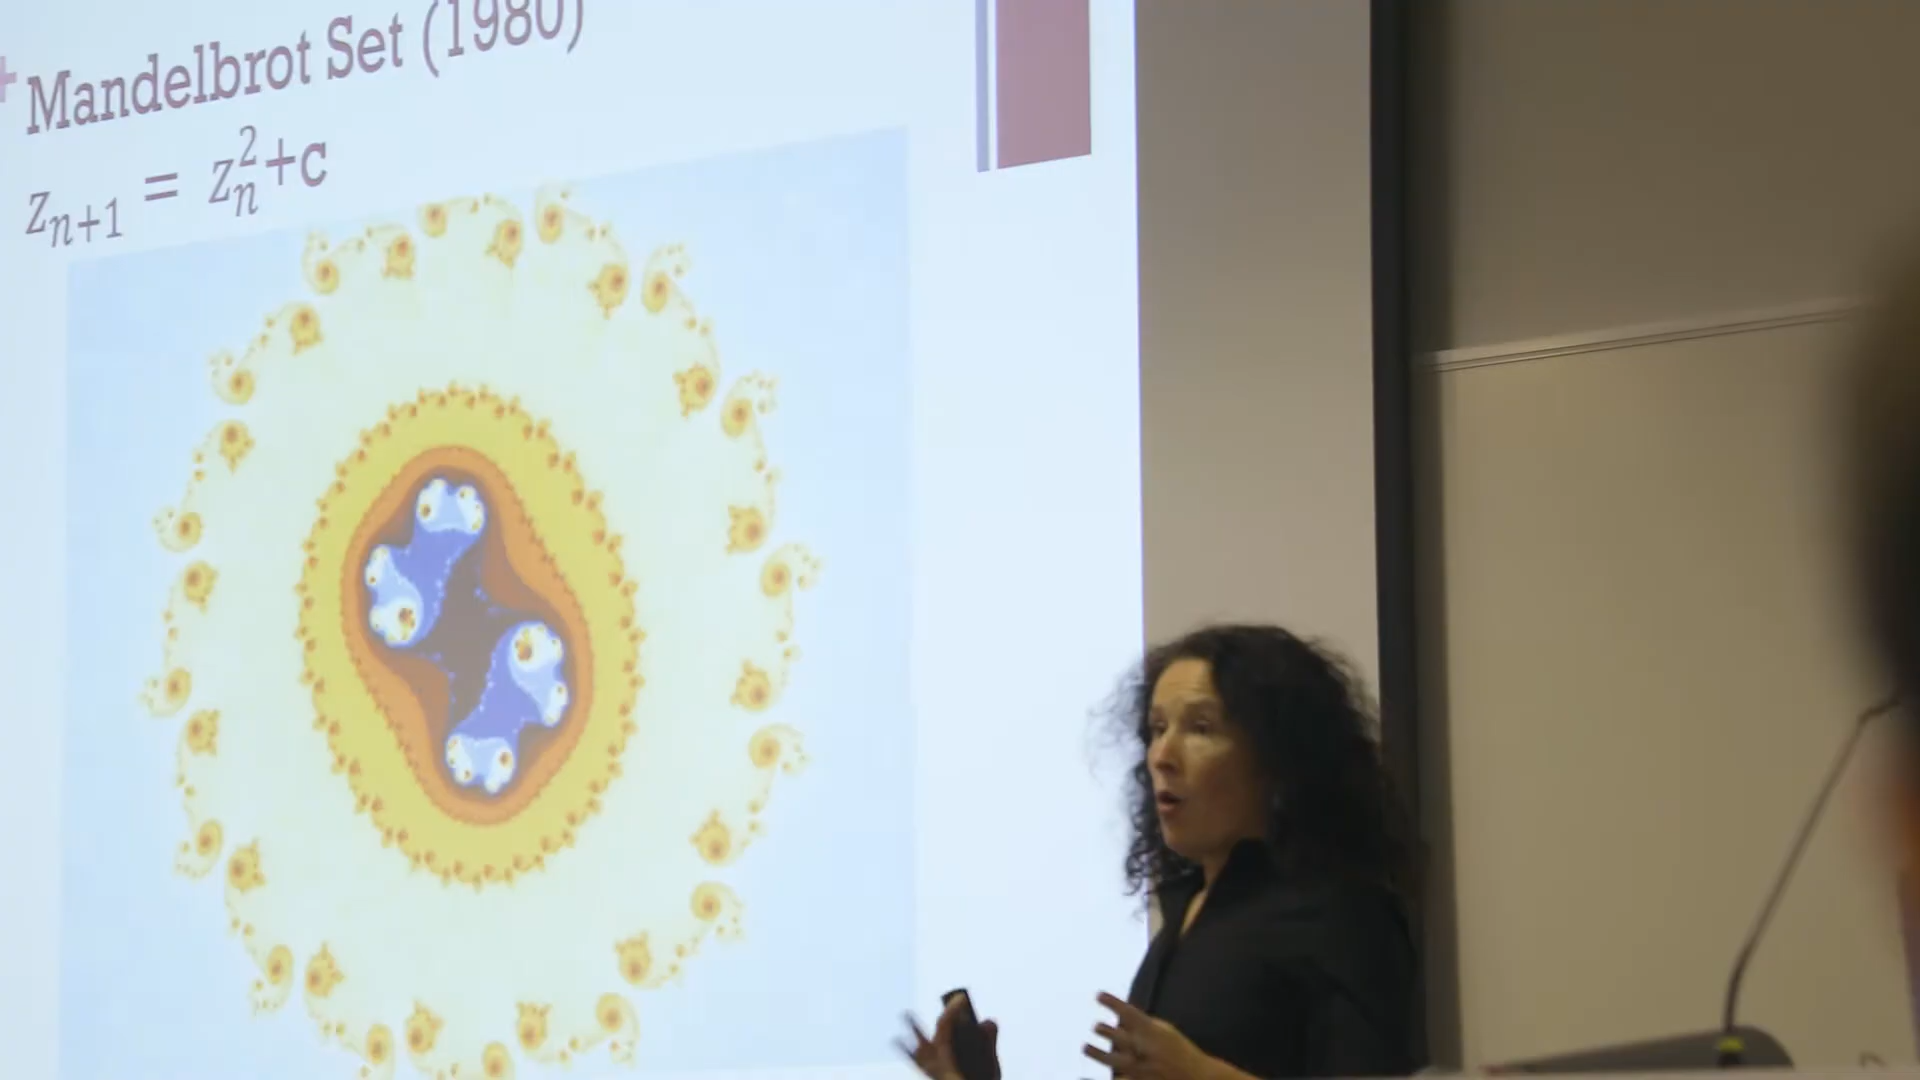 Mandelbrot Set (1980)
zₙ₊₁ = zₙ²+c